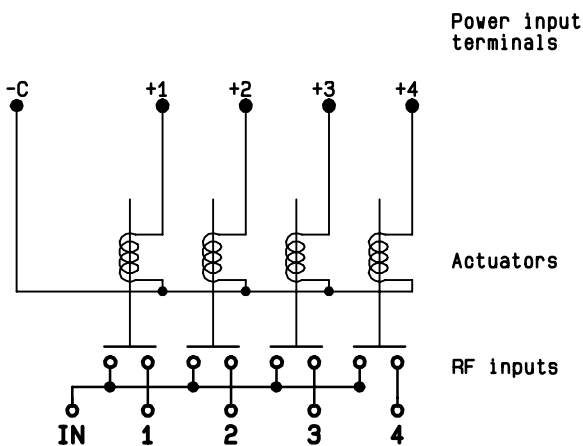 Power input
terminals
-C +1 +2 +3 +4
Actuators
RF inputs
IN 1 2 3 4